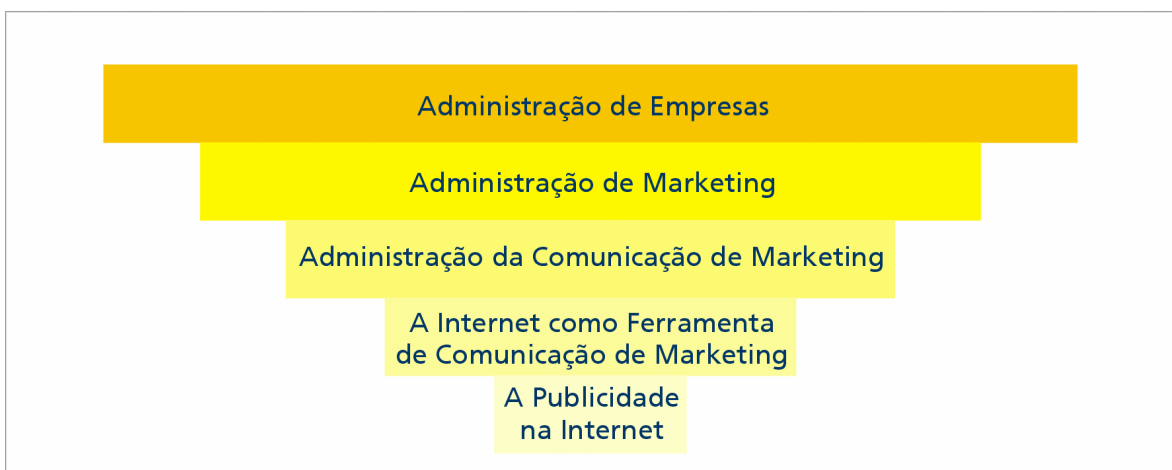 Administração de Empresas
Administração de Marketing
Administração da Comunicação de Marketing
A Internet como Ferramenta
de Comunicação de Marketing
A Publicidade
na Internet